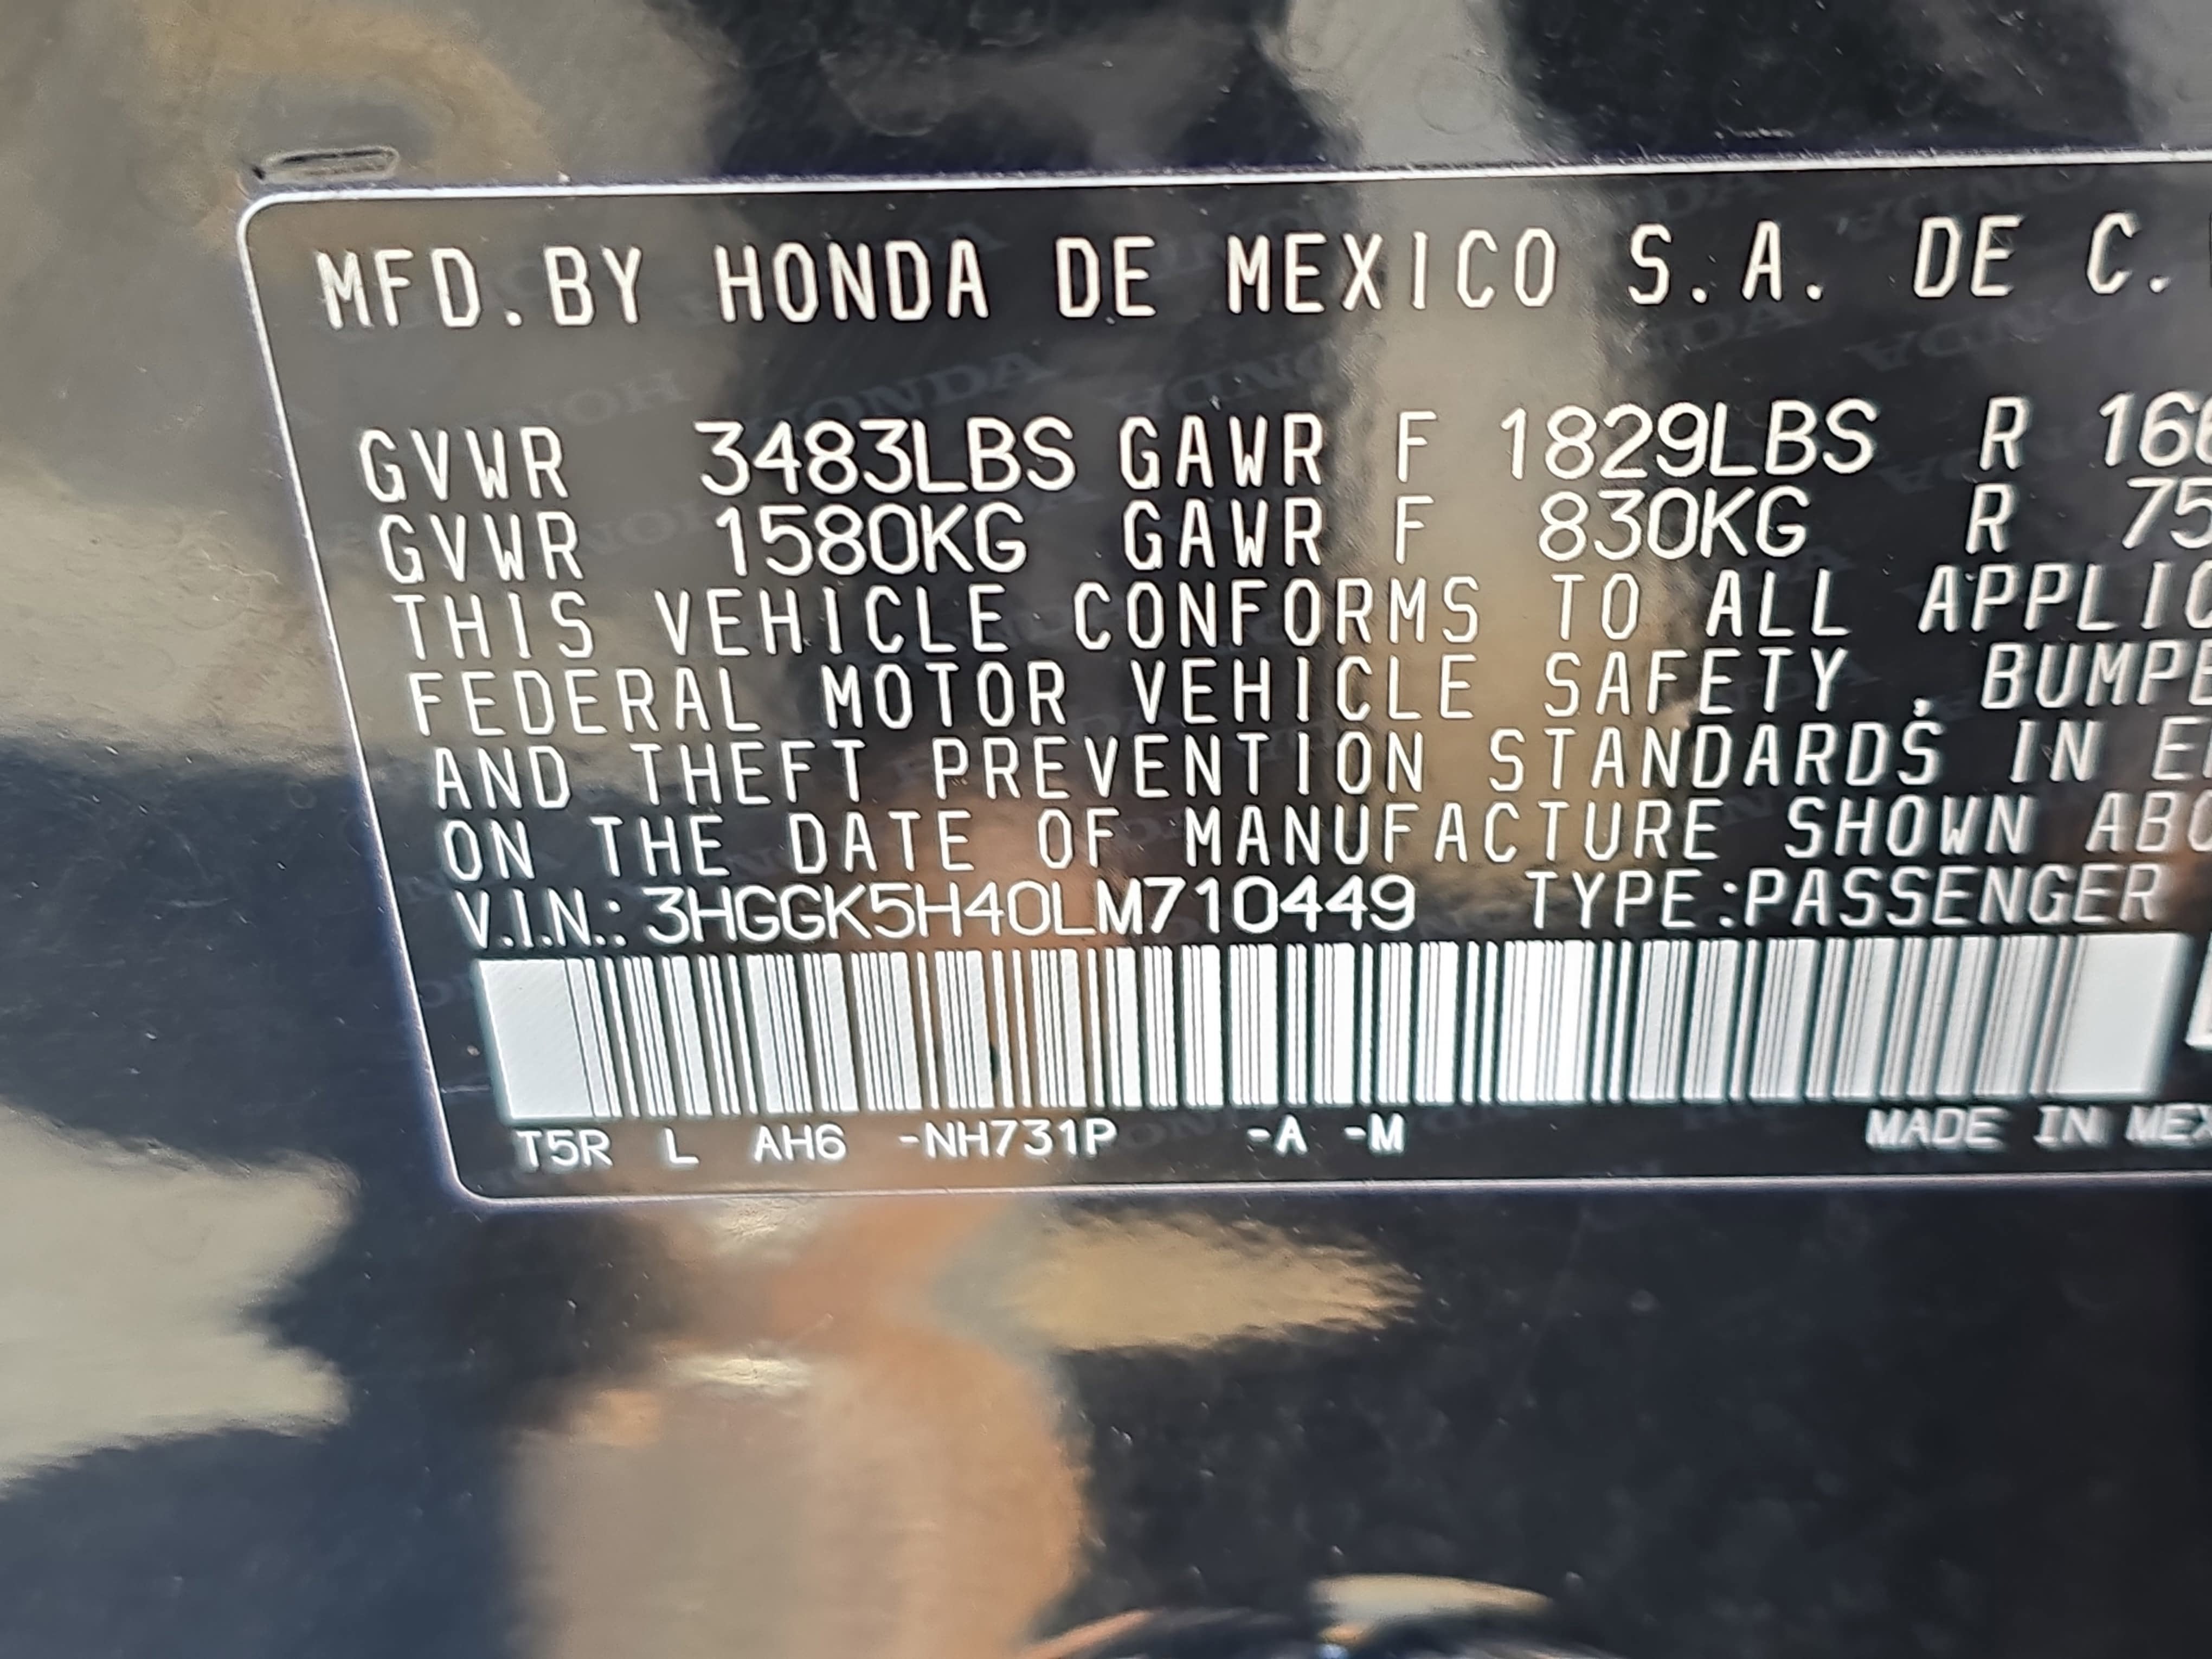 MFD.BY HONDA DE MEXICO S.A. DE C.
GVWR 3483LBS GAWR F 1829LBS R
GVWR 1580KG GAWR F 830KG R
THIS VEHICLE CONFORMS TO ALL
FEDERAL MOTOR VEHICLE SAFETY ,
AND THEFT PREVENTION STANDARDS IN
ON THE DATE OF MANUFACTURE SHOWN
V.I.N.: 3HGGK5H40LM710449 TYPE:PASSENGER
T5R L AH6 -NH731P -A -M MADE IN